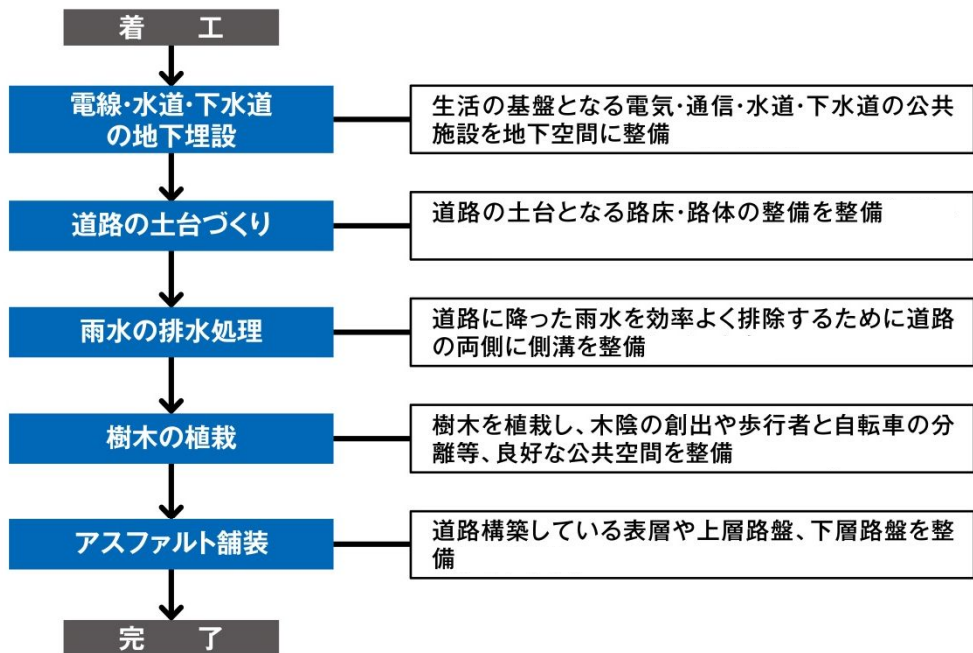 着　工
電線・水道・下水道
の地下埋設
生活の基盤となる電気・通信・水道・下水道の公共
施設を地下空間に整備
道路の土台づくり
道路の土台となる路床・路体の整備を整備
雨水の排水処理
道路に降った雨水を効率よく排除するために道路
の両側に側溝を整備
樹木の植栽
樹木を植栽し、木陰の創出や歩行者と自転車の分
離等、良好な公共空間を整備
アスファルト舗装
道路構築している表層や上層路盤、下層路盤を整
備
完　了